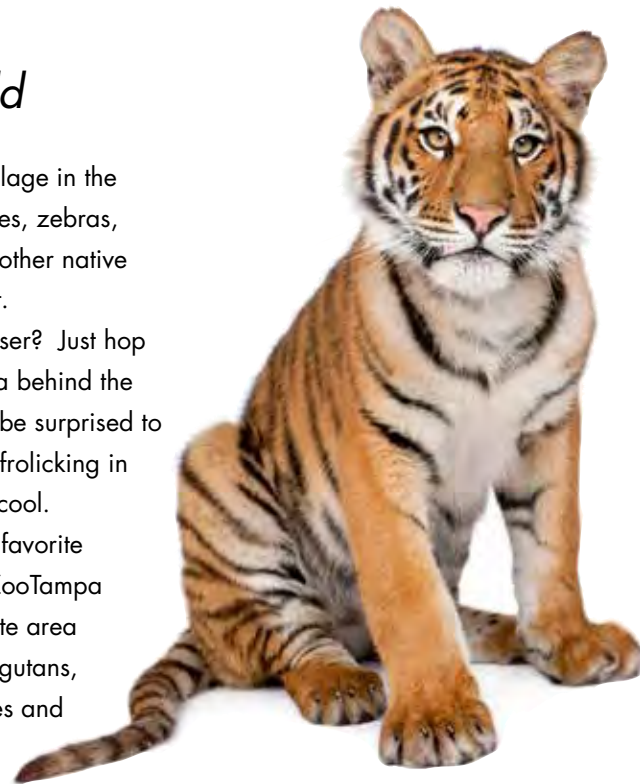 d
lage in the
es, zebras,
other native
.
ser? Just hop
a behind the
be surprised to
frolicking in
cool.
favorite
ooTampa
te area
gutans,
es and